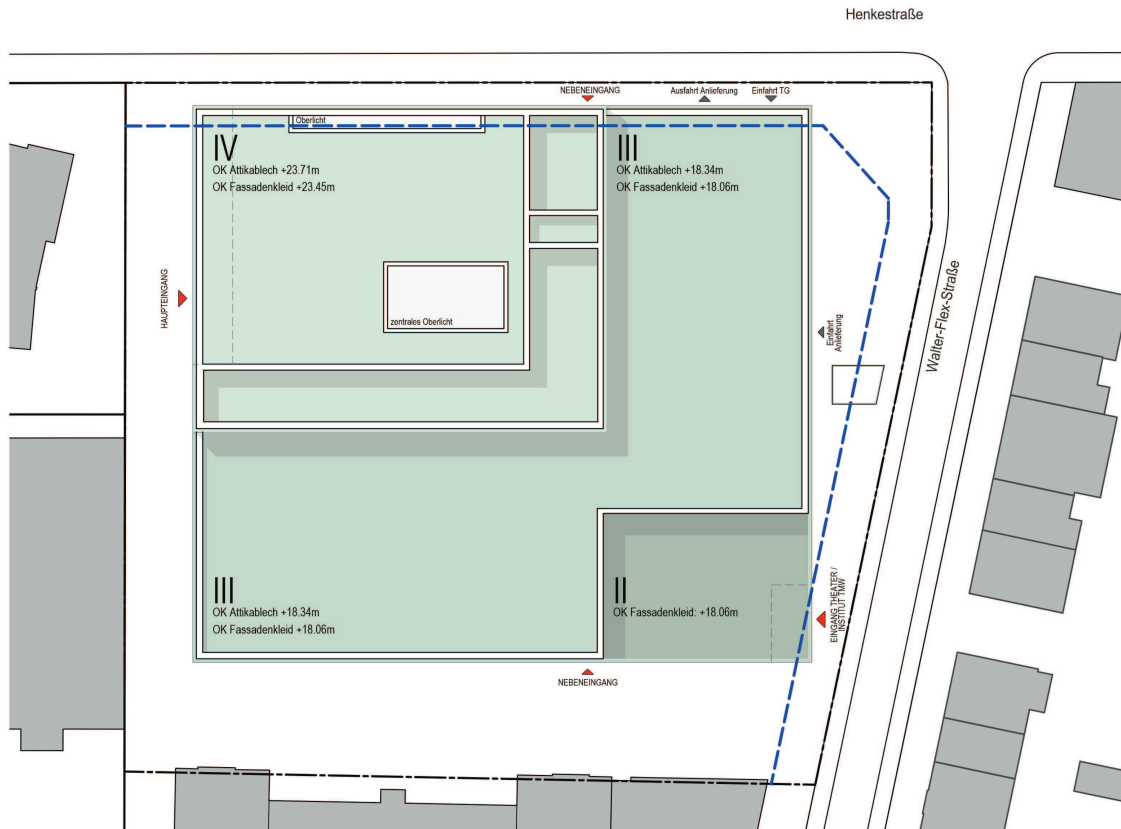 Henkestraße
NEBENEINGANG
Ausfahrt Anlieferung
Einfahrt TG
Oberlicht
IV
OK Attikablech +23.71m
OK Fassadenkleid +23.45m
III
OK Attikablech +18.34m
OK Fassadenkleid +18.06m
HAUPTEINGANG
zentrales Oberlicht
Einfahrt
Anlieferung
Walter-Flex-Straße
III
OK Attikablech +18.34m
OK Fassadenkleid +18.06m
II
OK Fassadenkleid: +18.06m
EINGANG THEATER /
INSTITUT TMW
NEBENEINGANG